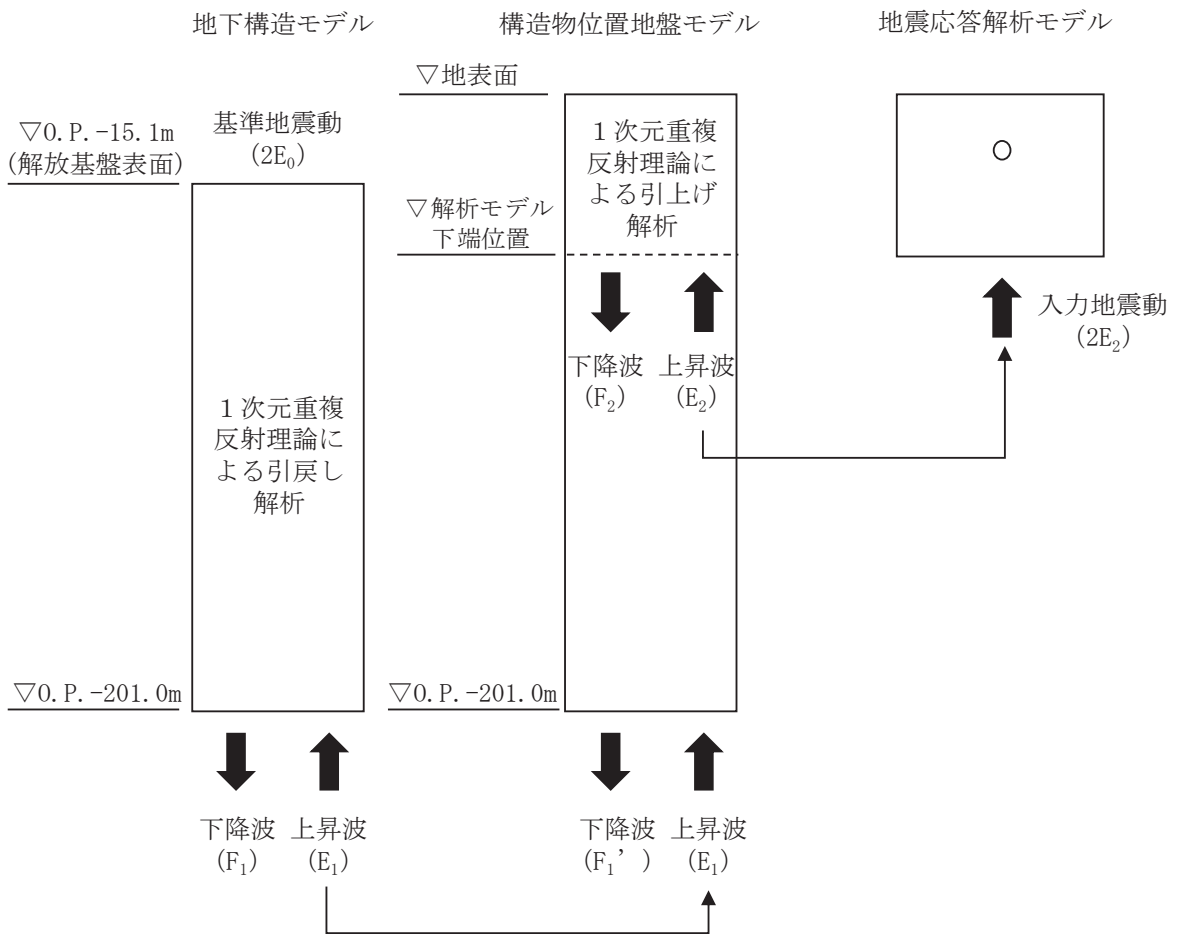 地下構造モデル
▽O.P.-15.1m
(解放基盤表面)
基準地震動
(2E₀)
1次元重複
反射理論に
よる引戻し
解析
▽O.P.-201.0m
下降波
(F₁)
上昇波
(E₁)
構造物位置地盤モデル
▽地表面
1次元重複
反射理論に
よる引上げ
解析
▽解析モデル
下端位置
下降波
(F₂)
上昇波
(E₂)
▽O.P.-201.0m
下降波
(F₁’)
上昇波
(E₁)
地震応答解析モデル
入力地震動
(2E₂)